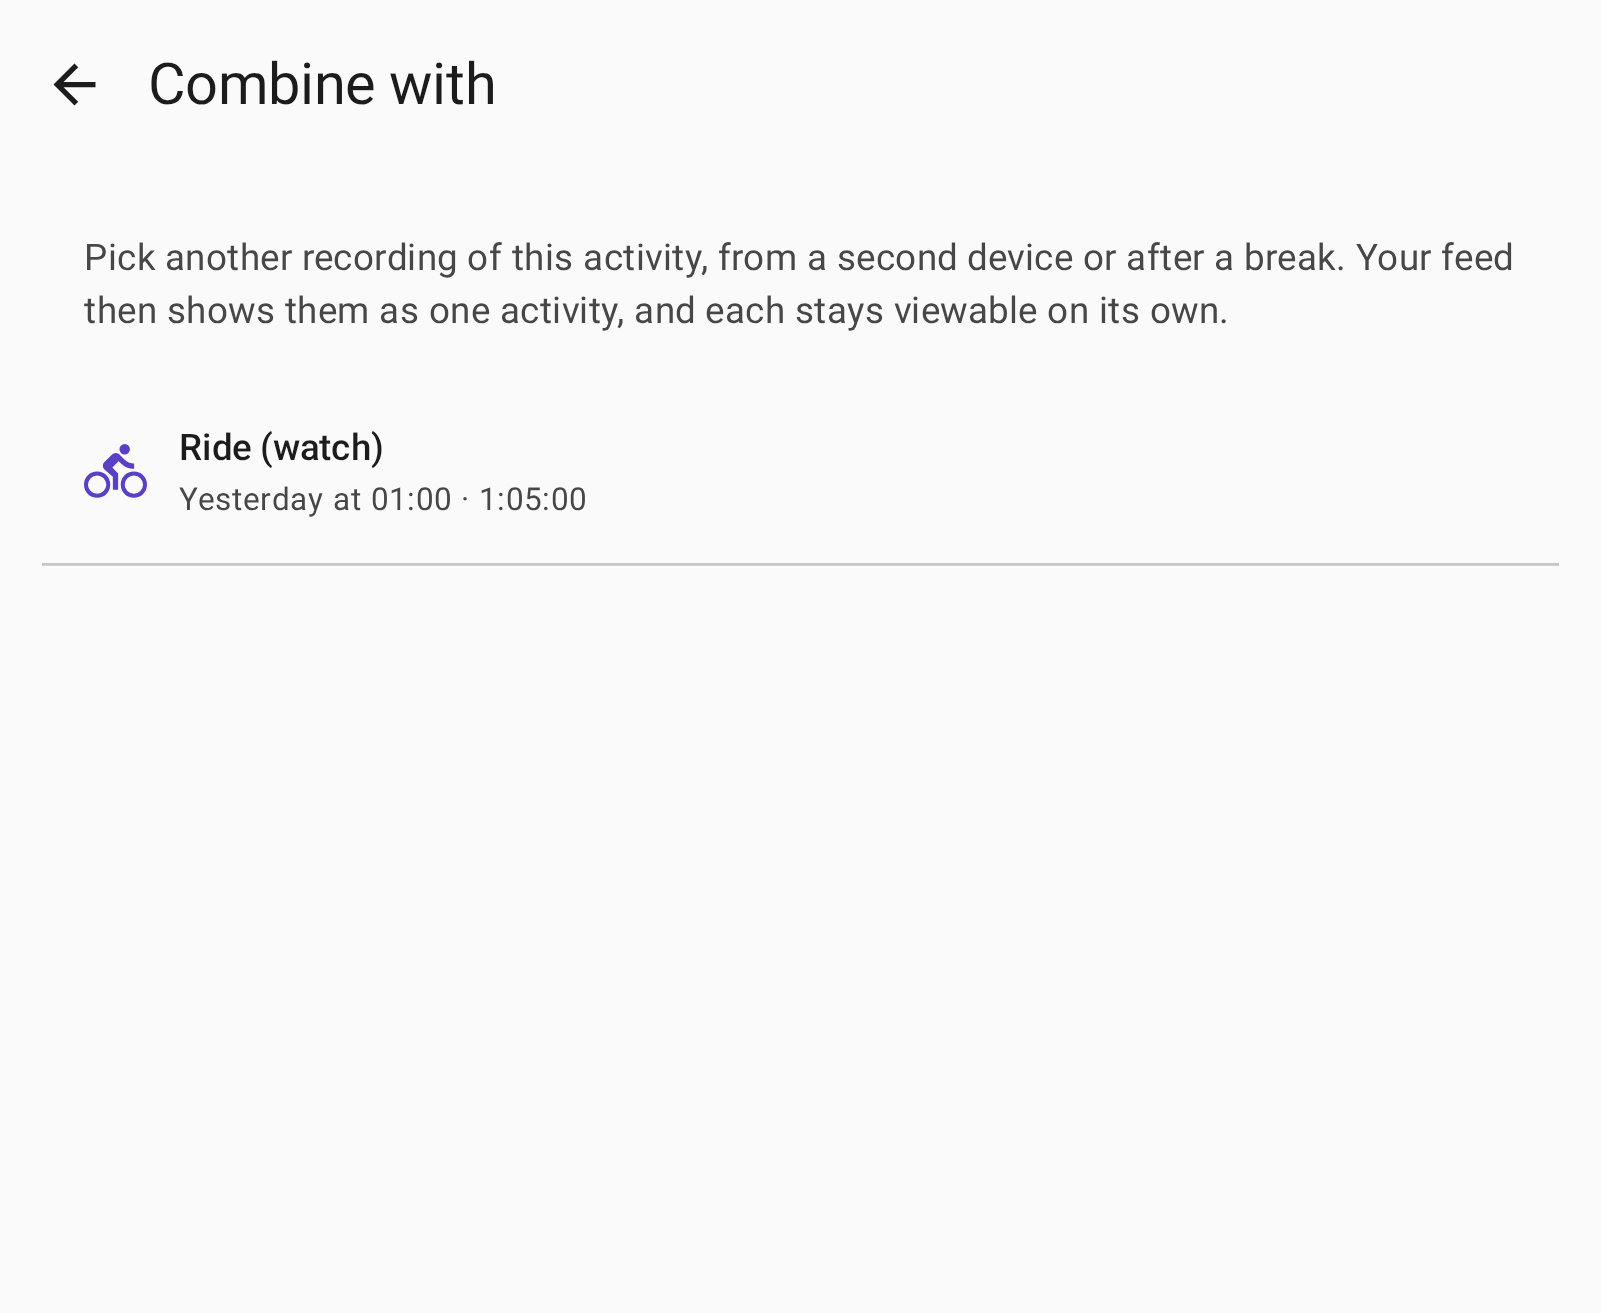 Combine with
Pick another recording of this activity, from a second device or after a break. Your feed
then shows them as one activity, and each stays viewable on its own.
Ride (watch)
Yesterday at 01:00 · 1:05:00